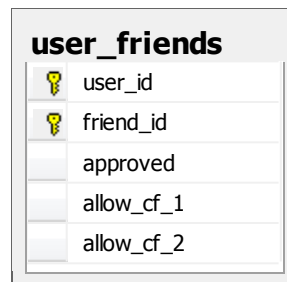 user_friends
user_id
friend_id
approved
allow_cf_1
allow_cf_2